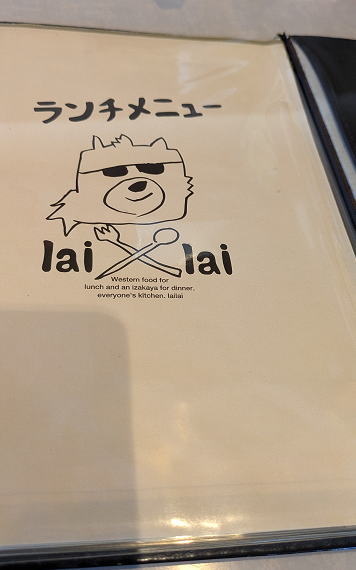 ランチメニュー
lai lai
Western food for
lunch and an izakaya for dinner.
everyone's kitchen. lailai